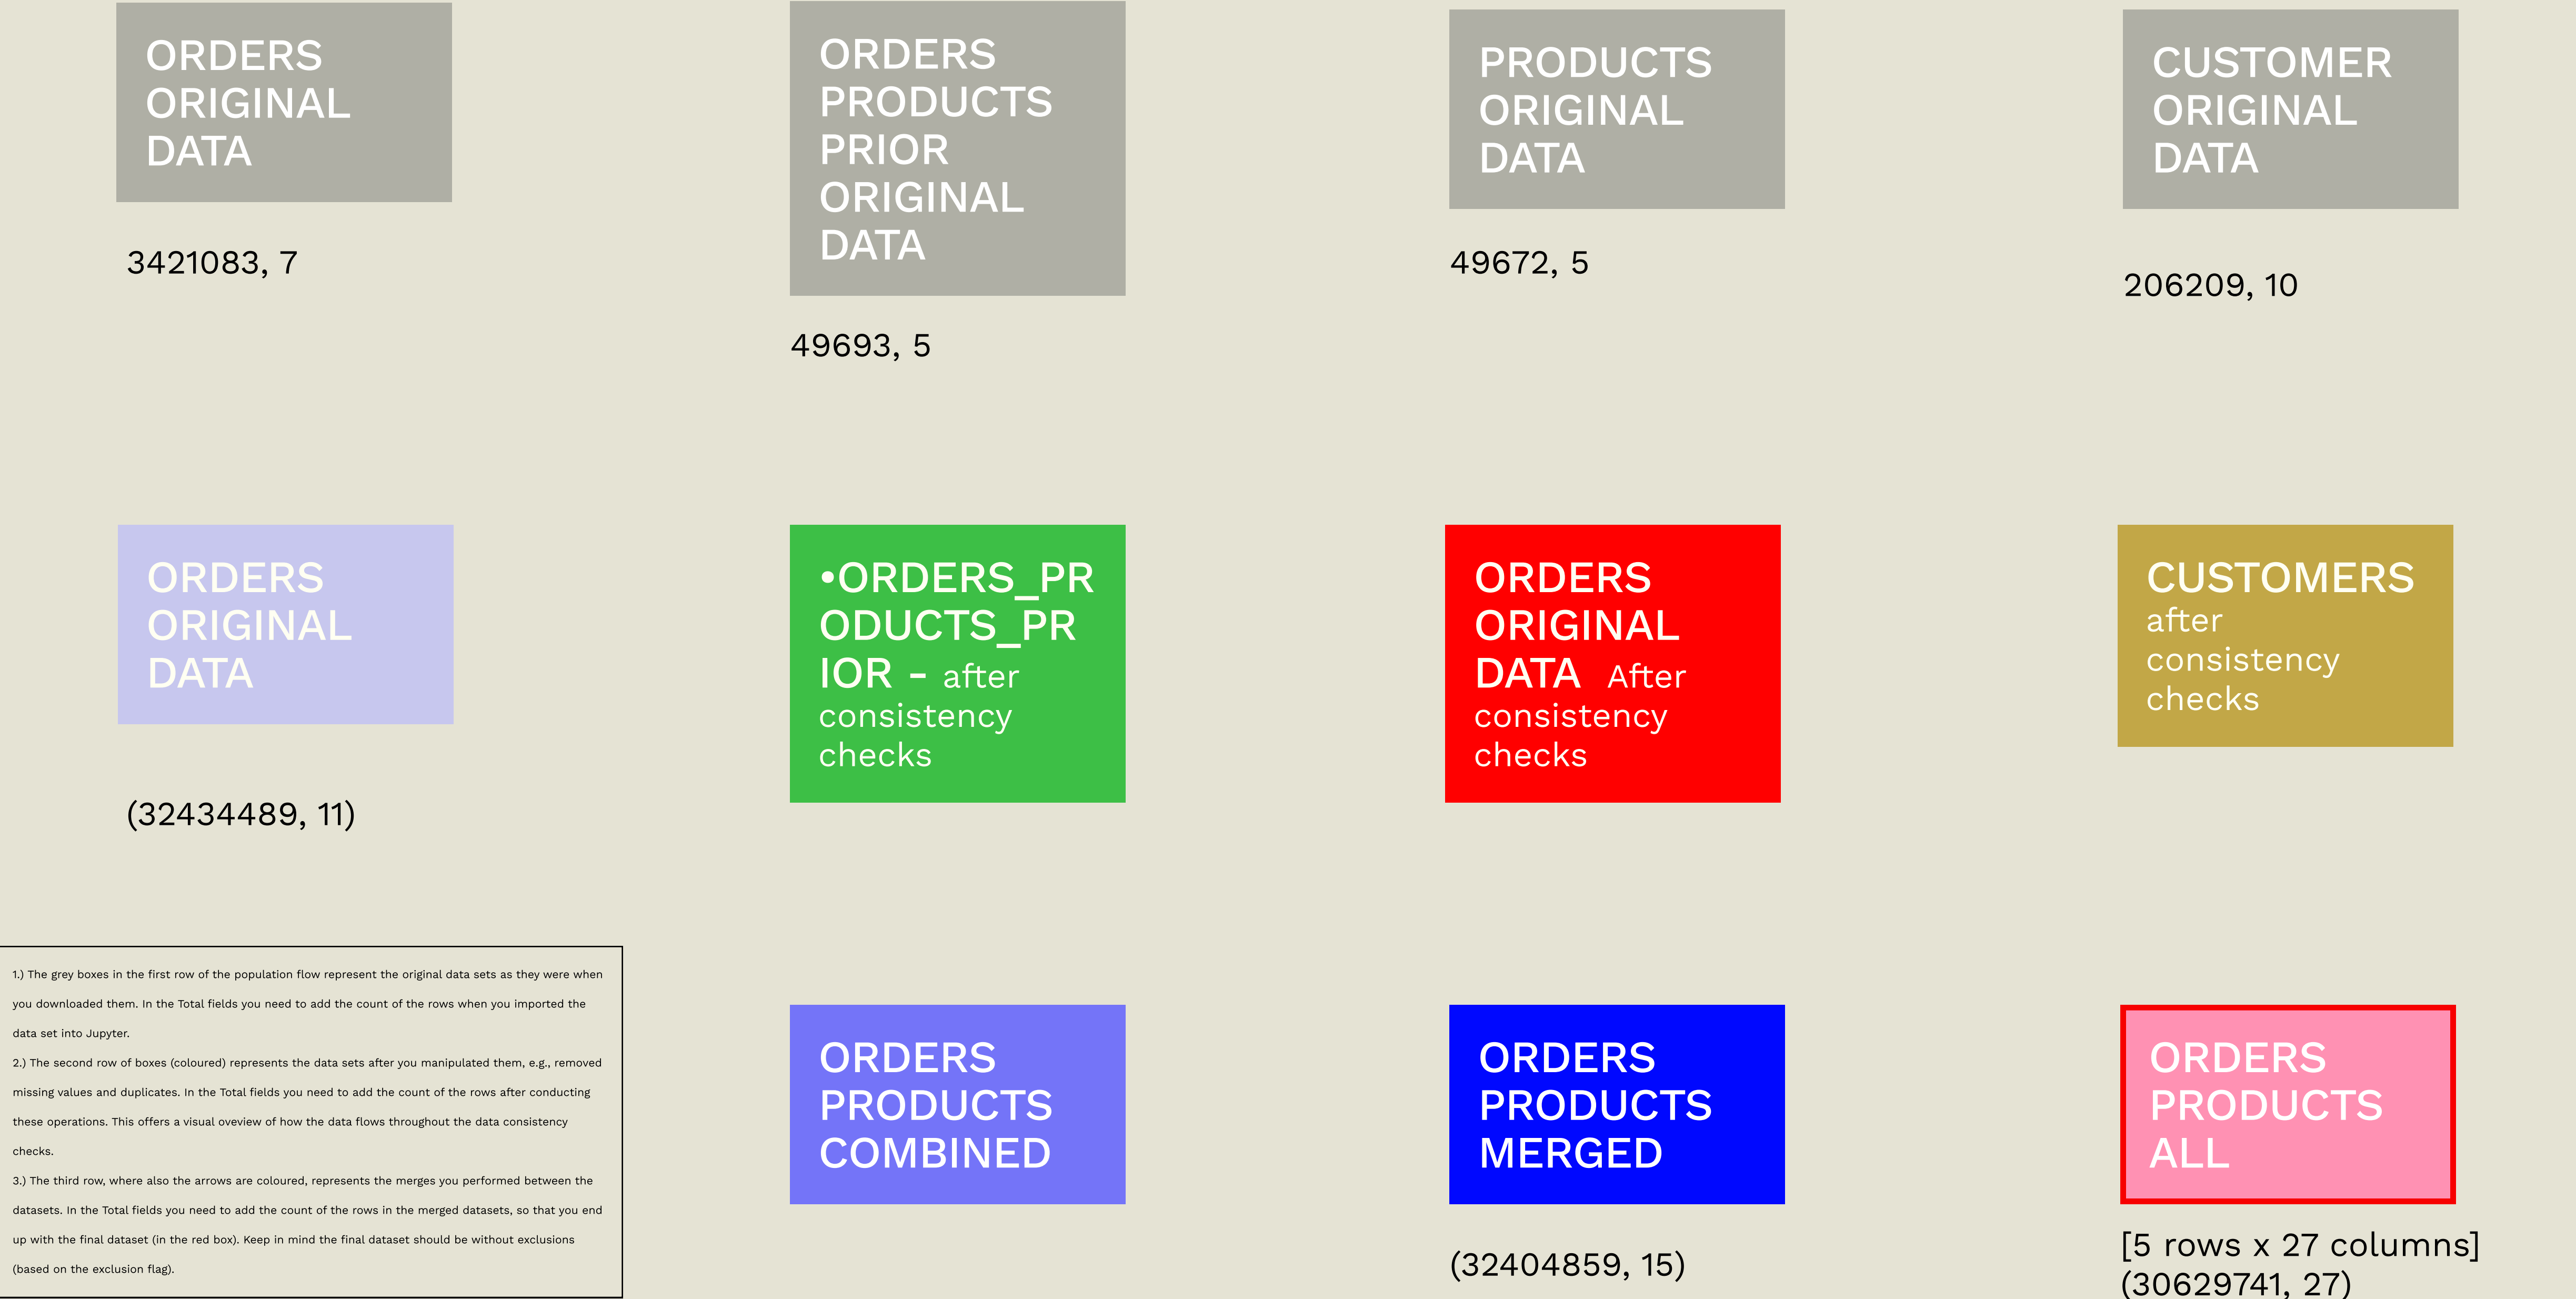 ORDERS
ORIGINAL
DATA
3421083, 7
ORDERS
PRODUCTS
PRIOR
ORIGINAL
DATA
49693, 5
PRODUCTS
ORIGINAL
DATA
49672, 5
CUSTOMER
ORIGINAL
DATA
206209, 10
ORDERS
ORIGINAL
DATA
(32434489, 11)
•ORDERS_PR
ODUCTS_PR
IOR - after
consistency
checks
ORDERS
ORIGINAL
DATA After
consistency
checks
CUSTOMERS
after
consistency
checks
1.) The grey boxes in the first row of the population flow represent the original data sets as they were when
you downloaded them. In the Total fields you need to add the count of the rows when you imported the
data set into Jupyter.
2.) The second row of boxes (coloured) represents the data sets after you manipulated them, e.g., removed
missing values and duplicates. In the Total fields you need to add the count of the rows after conducting
these operations. This offers a visual oveview of how the data flows throughout the data consistency
checks.
3.) The third row, where also the arrows are coloured, represents the merges you performed between the
datasets. In the Total fields you need to add the count of the rows in the merged datasets, so that you end
up with the final dataset (in the red box). Keep in mind the final dataset should be without exclusions
(based on the exclusion flag).
ORDERS
PRODUCTS
COMBINED
ORDERS
PRODUCTS
MERGED
(32404859, 15)
ORDERS
PRODUCTS
ALL
[5 rows x 27 columns]
(30629741, 27)